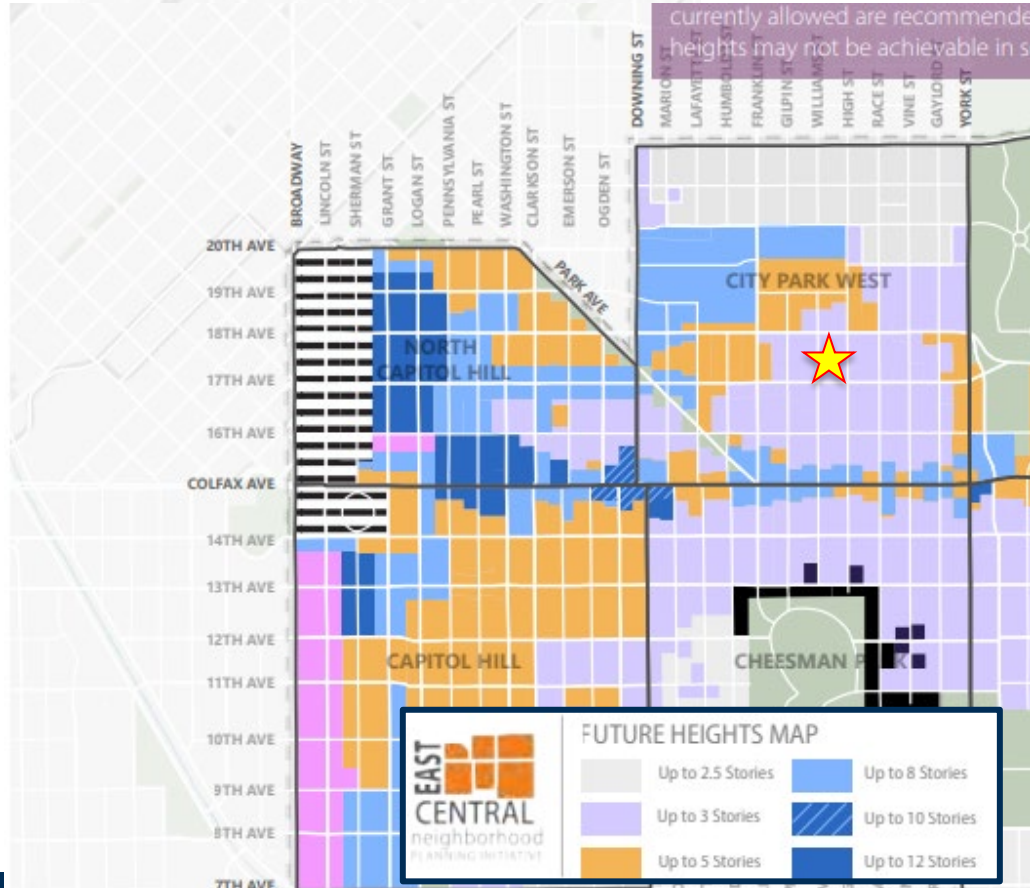 currently allowed are recommende
heights may not be achievable in s
DOWNING ST
MARION ST
LAFAYETTE ST
HUMBOLDT ST
FRANKLIN ST
GILPIN ST
WILLIAMS ST
HIGH ST
RACE ST
VINE ST
GAYLORD ST
YORK ST
BROADWAY
LINCOLN ST
SHERMAN ST
GRANT ST
LOGAN ST
PENNSYLVANIA ST
PEARL ST
WASHINGTON ST
CLARKSON ST
EMERSON ST
OGDEN ST
20TH AVE
PARK AVE
CITY PARK WEST
19TH AVE
18TH AVE
NORTH
CAPITOL HILL
17TH AVE
16TH AVE
COLFAX AVE
14TH AVE
13TH AVE
12TH AVE
CAPITOL HILL
CHEESMAN PARK
11TH AVE
10TH AVE
9TH AVE
8TH AVE
7TH AVE
EAST
CENTRAL
neighborhood
PLANNING INITIATIVE
FUTURE HEIGHTS MAP
Up to 2.5 Stories
Up to 8 Stories
Up to 3 Stories
Up to 10 Stories
Up to 5 Stories
Up to 12 Stories